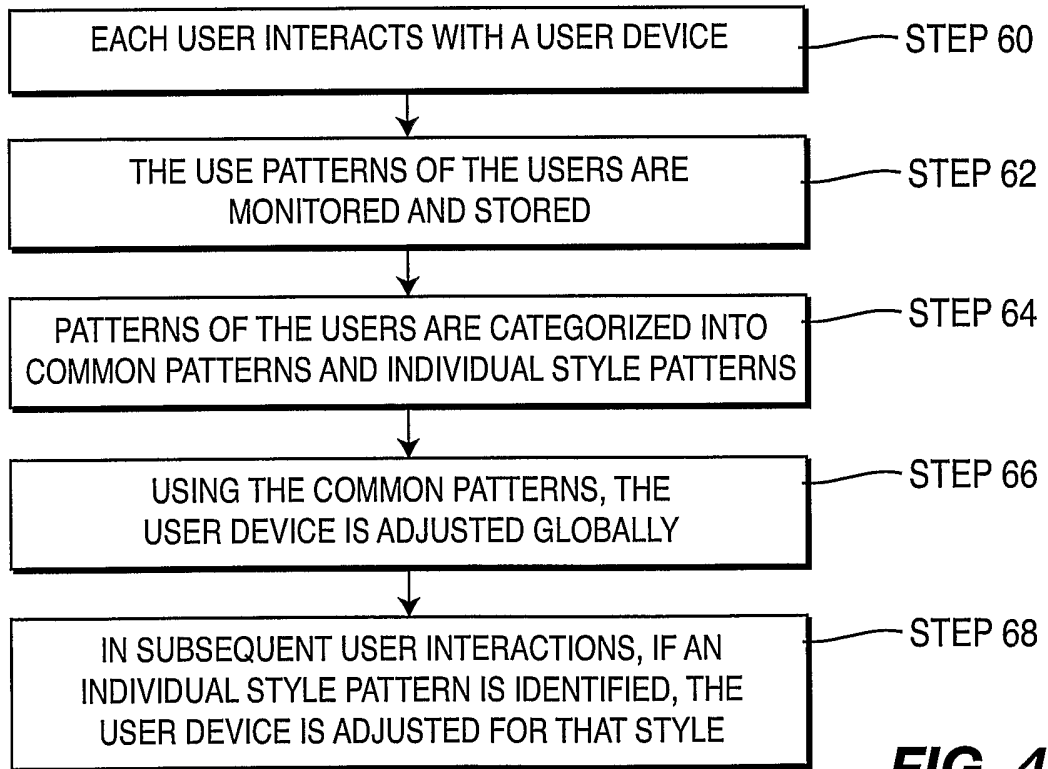 EACH USER INTERACTS WITH A USER DEVICE
STEP 60
THE USE PATTERNS OF THE USERS ARE
MONITORED AND STORED
STEP 62
PATTERNS OF THE USERS ARE CATEGORIZED INTO
COMMON PATTERNS AND INDIVIDUAL STYLE PATTERNS
STEP 64
USING THE COMMON PATTERNS, THE
USER DEVICE IS ADJUSTED GLOBALLY
STEP 66
IN SUBSEQUENT USER INTERACTIONS, IF AN
INDIVIDUAL STYLE PATTERN IS IDENTIFIED, THE
USER DEVICE IS ADJUSTED FOR THAT STYLE
STEP 68
FIG. 4